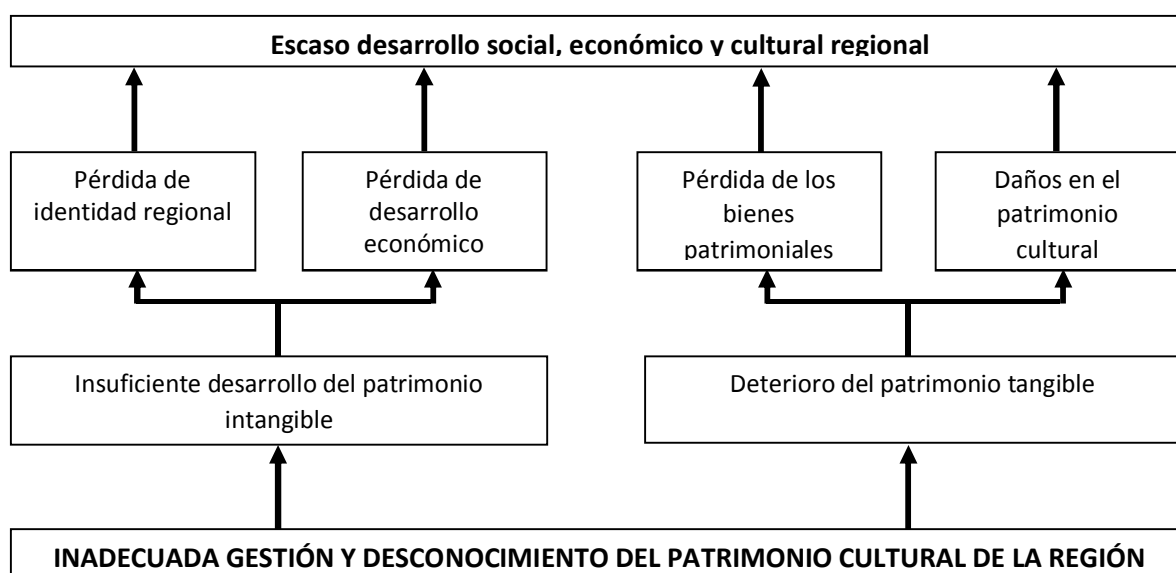 Escaso desarrollo social, económico y cultural regional
Pérdida de
identidad regional
Pérdida de
desarrollo
económico
Pérdida de los
bienes
patrimoniales
Daños en el
patrimonio
cultural
Insuficiente desarrollo del patrimonio
intangible
Deterioro del patrimonio tangible
INADECUADA GESTIÓN Y DESCONOCIMIENTO DEL PATRIMONIO CULTURAL DE LA REGIÓN